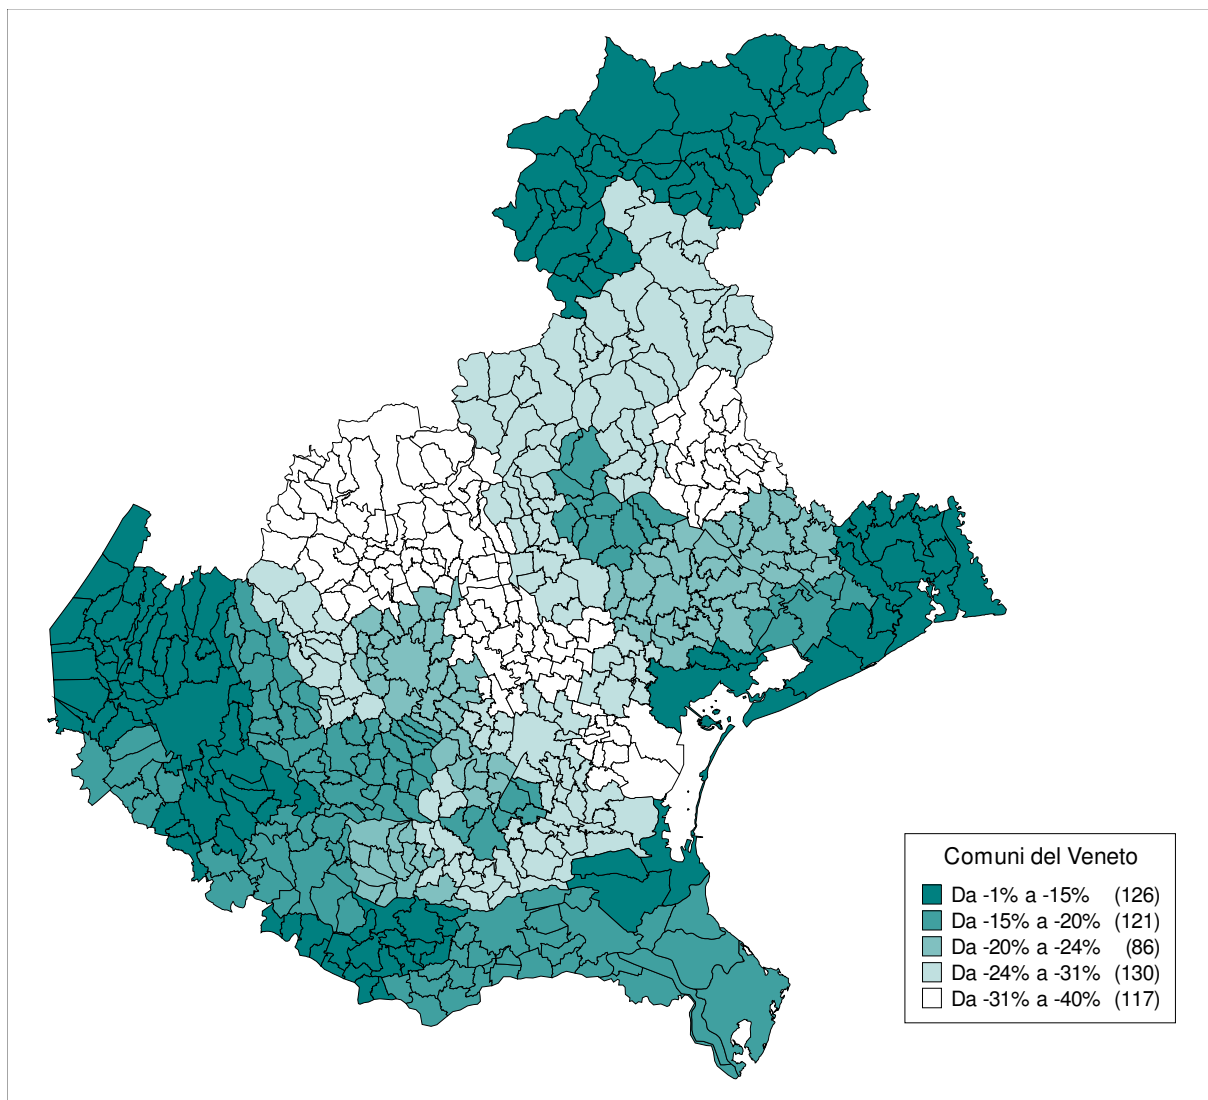 Comuni del Veneto
Da -1% a -15% (126)
Da -15% a -20% (121)
Da -20% a -24% (86)
Da -24% a -31% (130)
Da -31% a -40% (117)